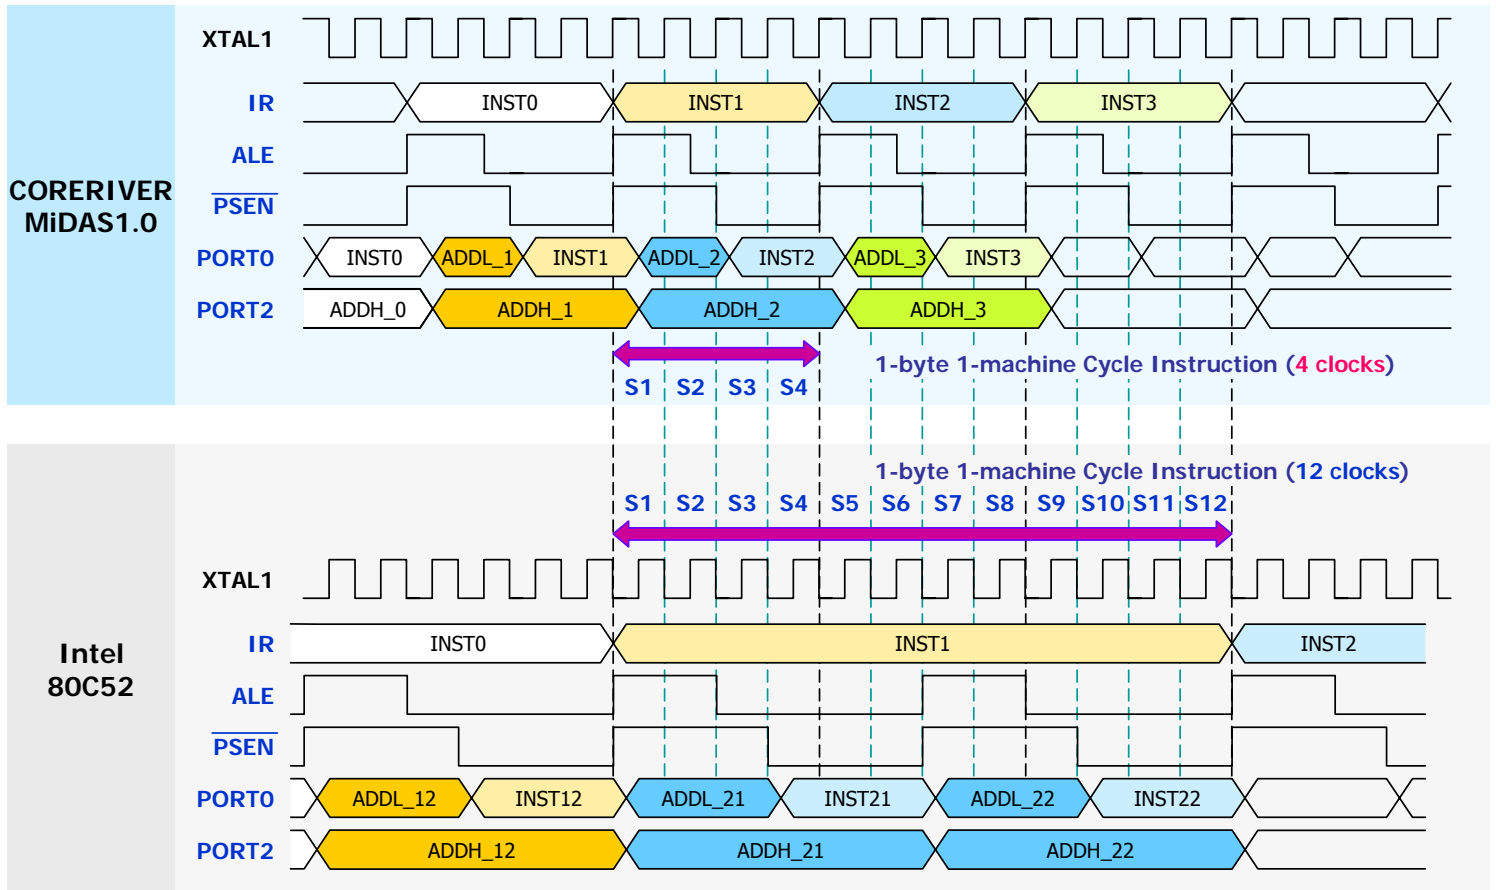 XTAL1
IR INST0 INST1 INST2 INST3
ALE
CORERIVER
MiDAS1.0
PSEN
PORT0 INST0 ADDL_1 INST1 ADDL_2 INST2 ADDL_3 INST3
PORT2 ADDH_0 ADDH_1 ADDH_2 ADDH_3
1-byte 1-machine Cycle Instruction (4 clocks)
S1 S2 S3 S4
1-byte 1-machine Cycle Instruction (12 clocks)
S1 S2 S3 S4 S5 S6 S7 S8 S9 S10 S11 S12
XTAL1
IR INST0 INST1 INST2
Intel
80C52
ALE
PSEN
PORT0 ADDL_12 INST12 ADDL_21 INST21 ADDL_22 INST22
PORT2 ADDH_12 ADDH_21 ADDH_22